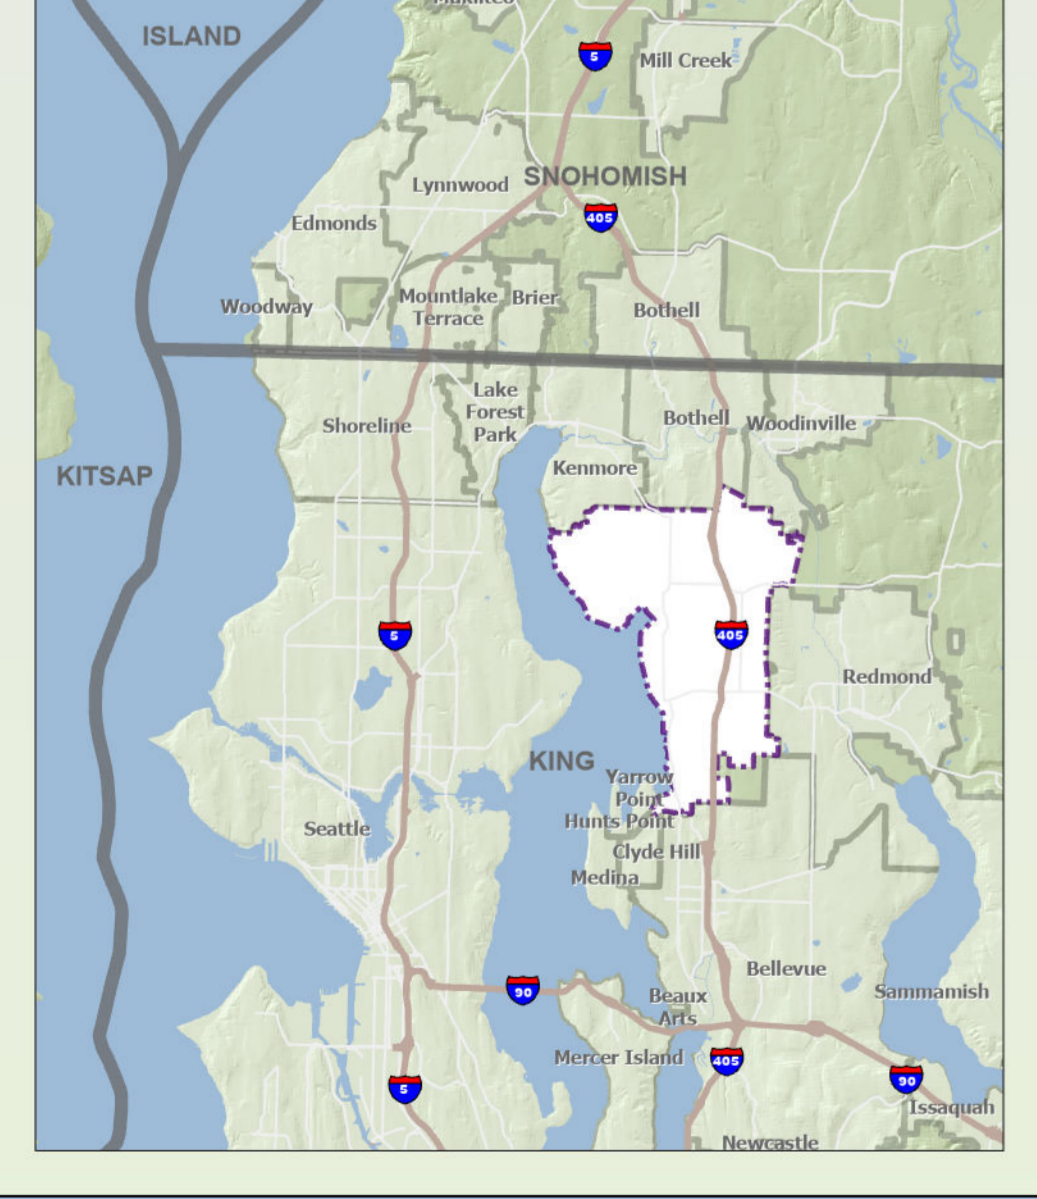 Mukilteo
ISLAND
5
Mill Creek
SNOHOMISH
Lynnwood
405
Edmonds
Woodway
Mountlake
Terrace
Brier
Bothell
Lake
Forest
Park
Shoreline
Bothell
Woodinville
KITSAP
Kenmore
5
405
Redmond
KING
Yarrow
Point
Hunts Point
Seattle
Clyde Hill
Medina
Bellevue
90
Beaux
Arts
Sammamish
Mercer Island
405
5
90
Issaquah
Newcastle